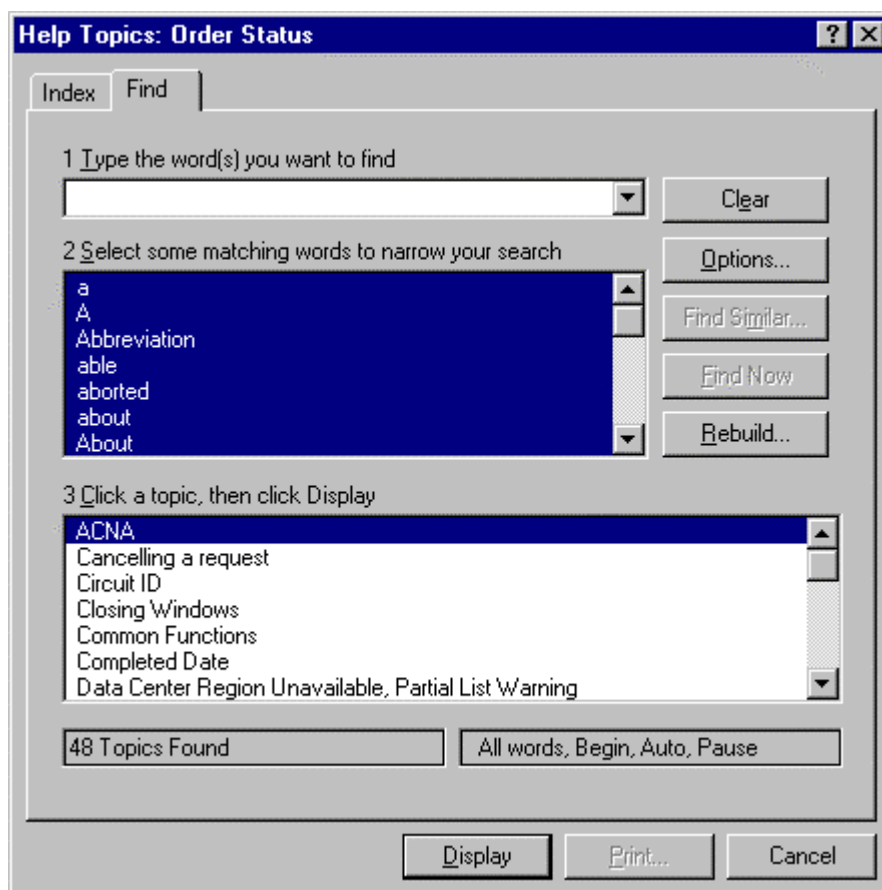 Help Topics: Order Status
Index Find
1 Type the word(s) you want to find
Clear
2 Select some matching words to narrow your search
Options...
a
A
Abbreviation
able
aborted
about
About
Find Similar...
Find Now
Rebuild...
3 Click a topic, then click Display
ACNA
Cancelling a request
Circuit ID
Closing Windows
Common Functions
Completed Date
Data Center Region Unavailable, Partial List Warning
48 Topics Found
All words, Begin, Auto, Pause
Display Print... Cancel